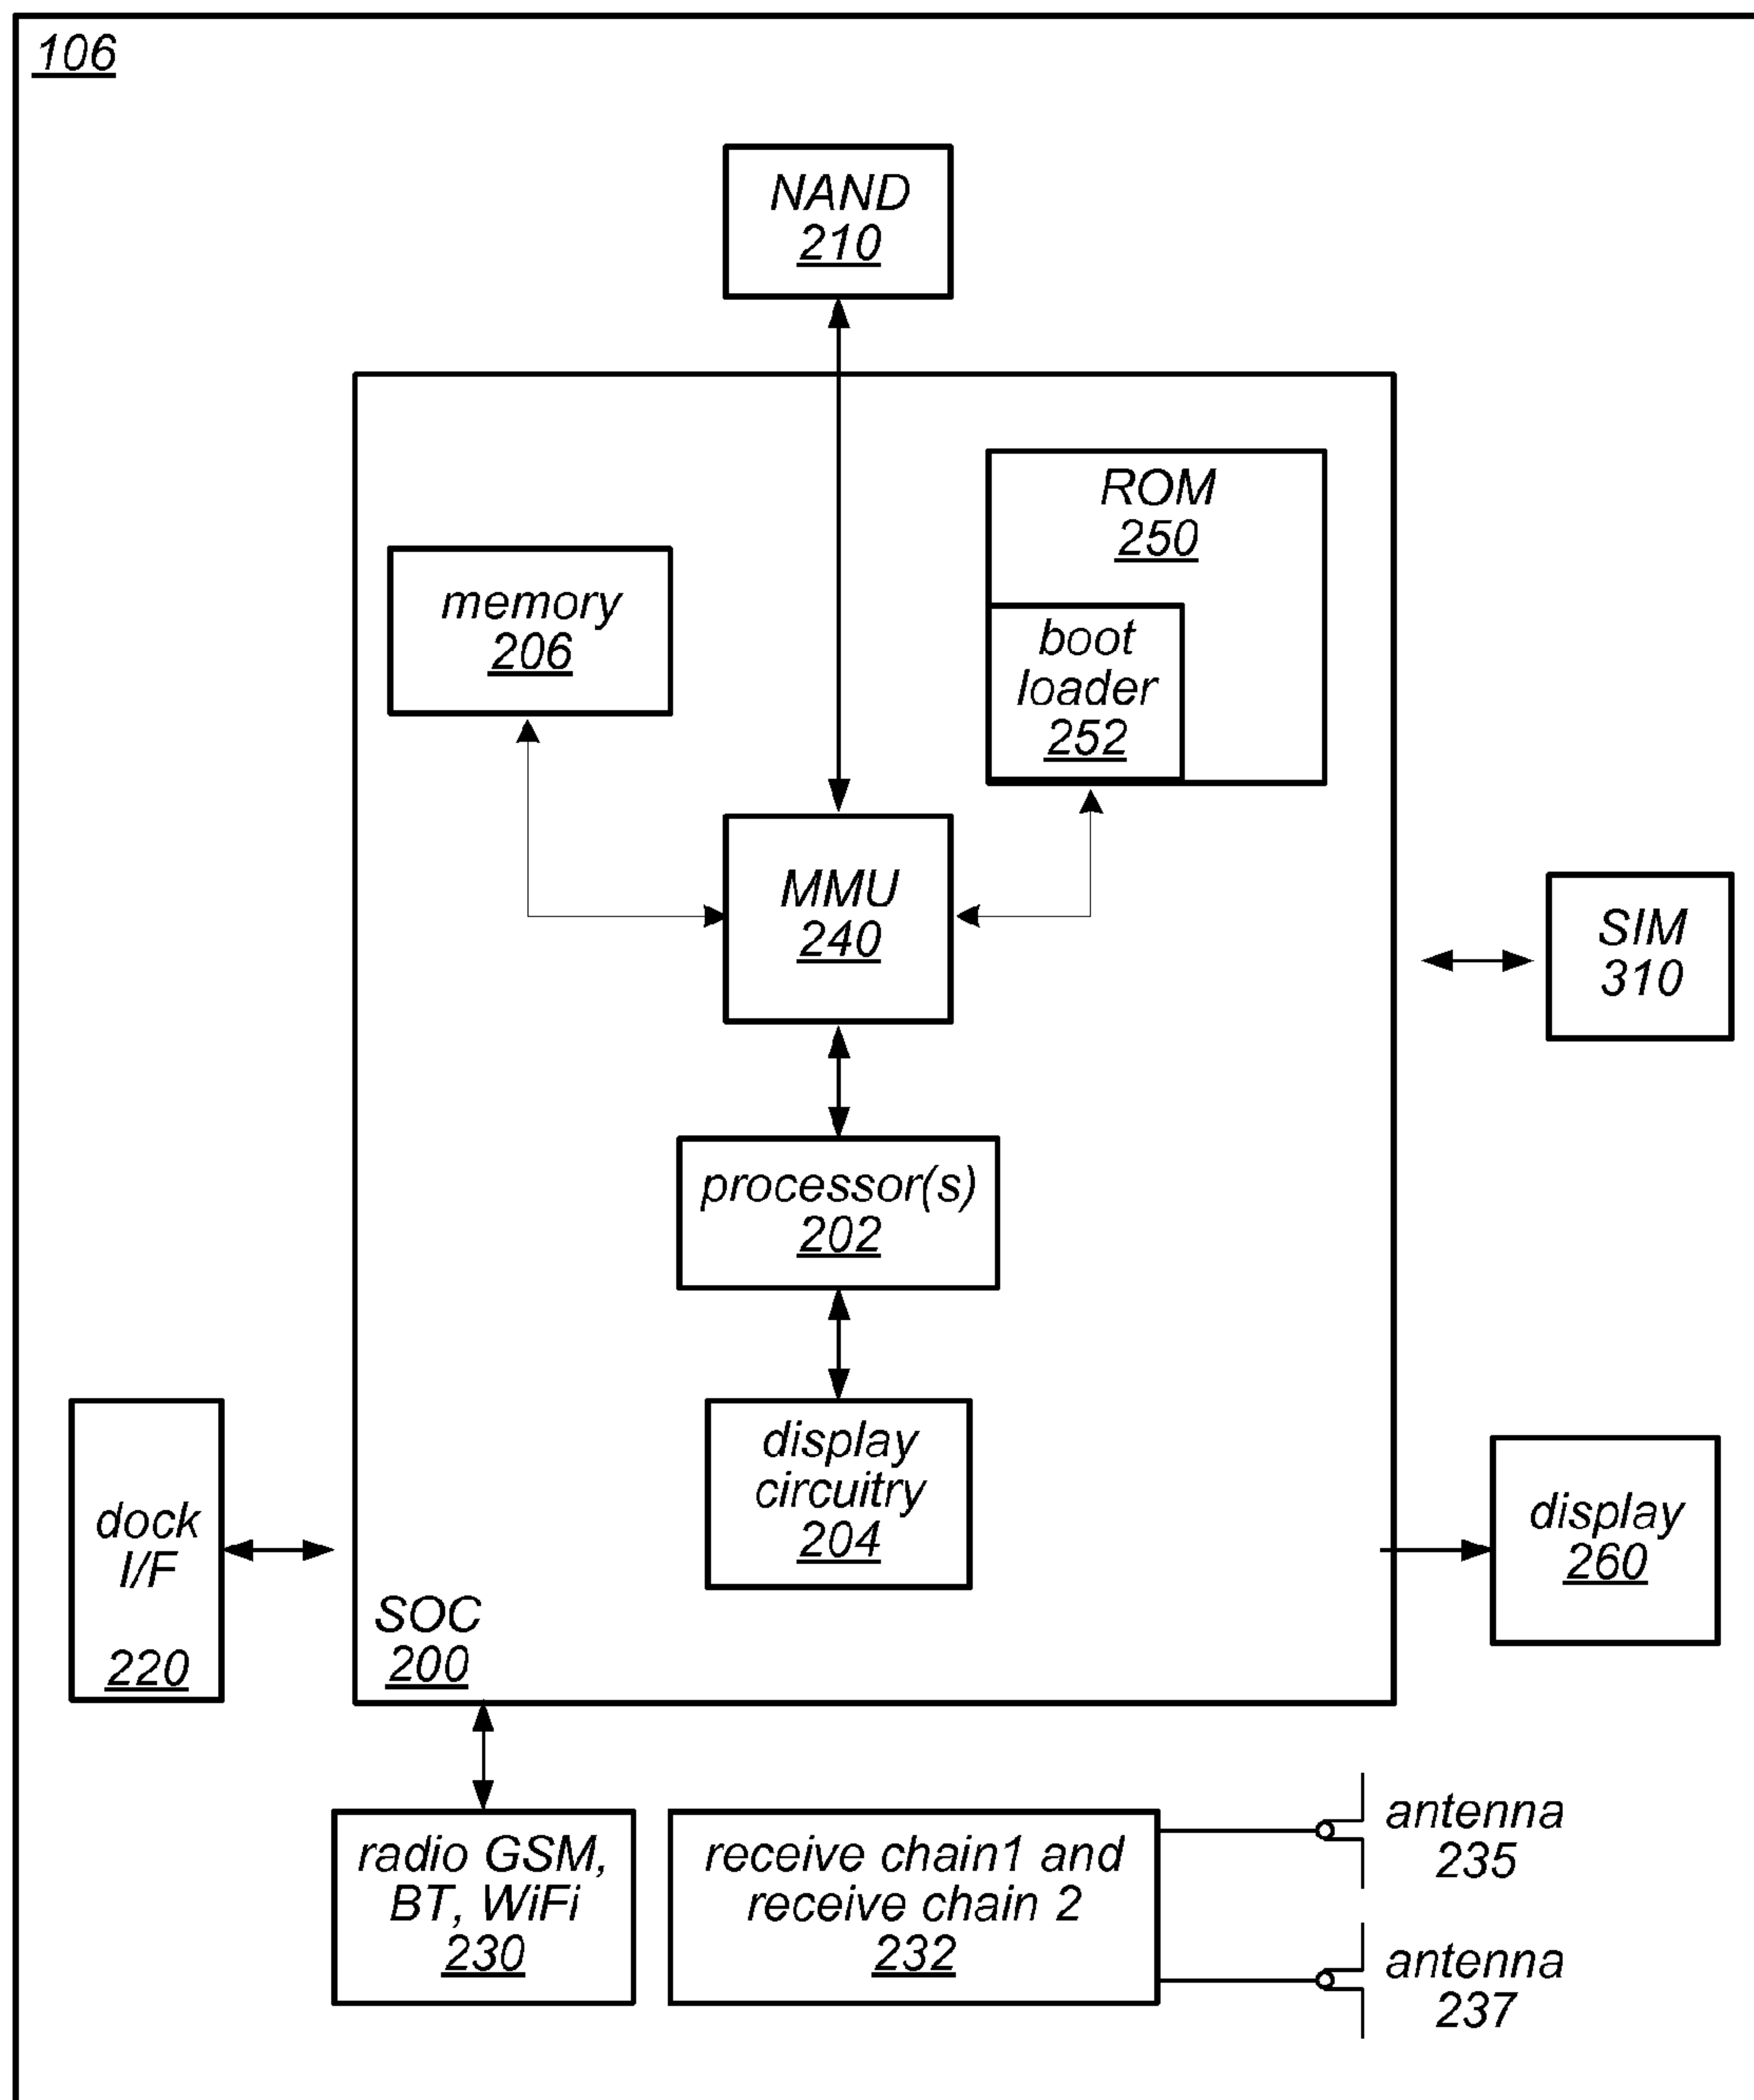 106
NAND
210
ROM
250
memory
206
boot
loader
252
MMU
240
SIM
310
processor(s)
202
display
circuitry
204
dock
I/F
220
display
260
SOC
200
radio GSM,
BT, WiFi
230
receive chain1 and
receive chain 2
232
antenna
235
antenna
237